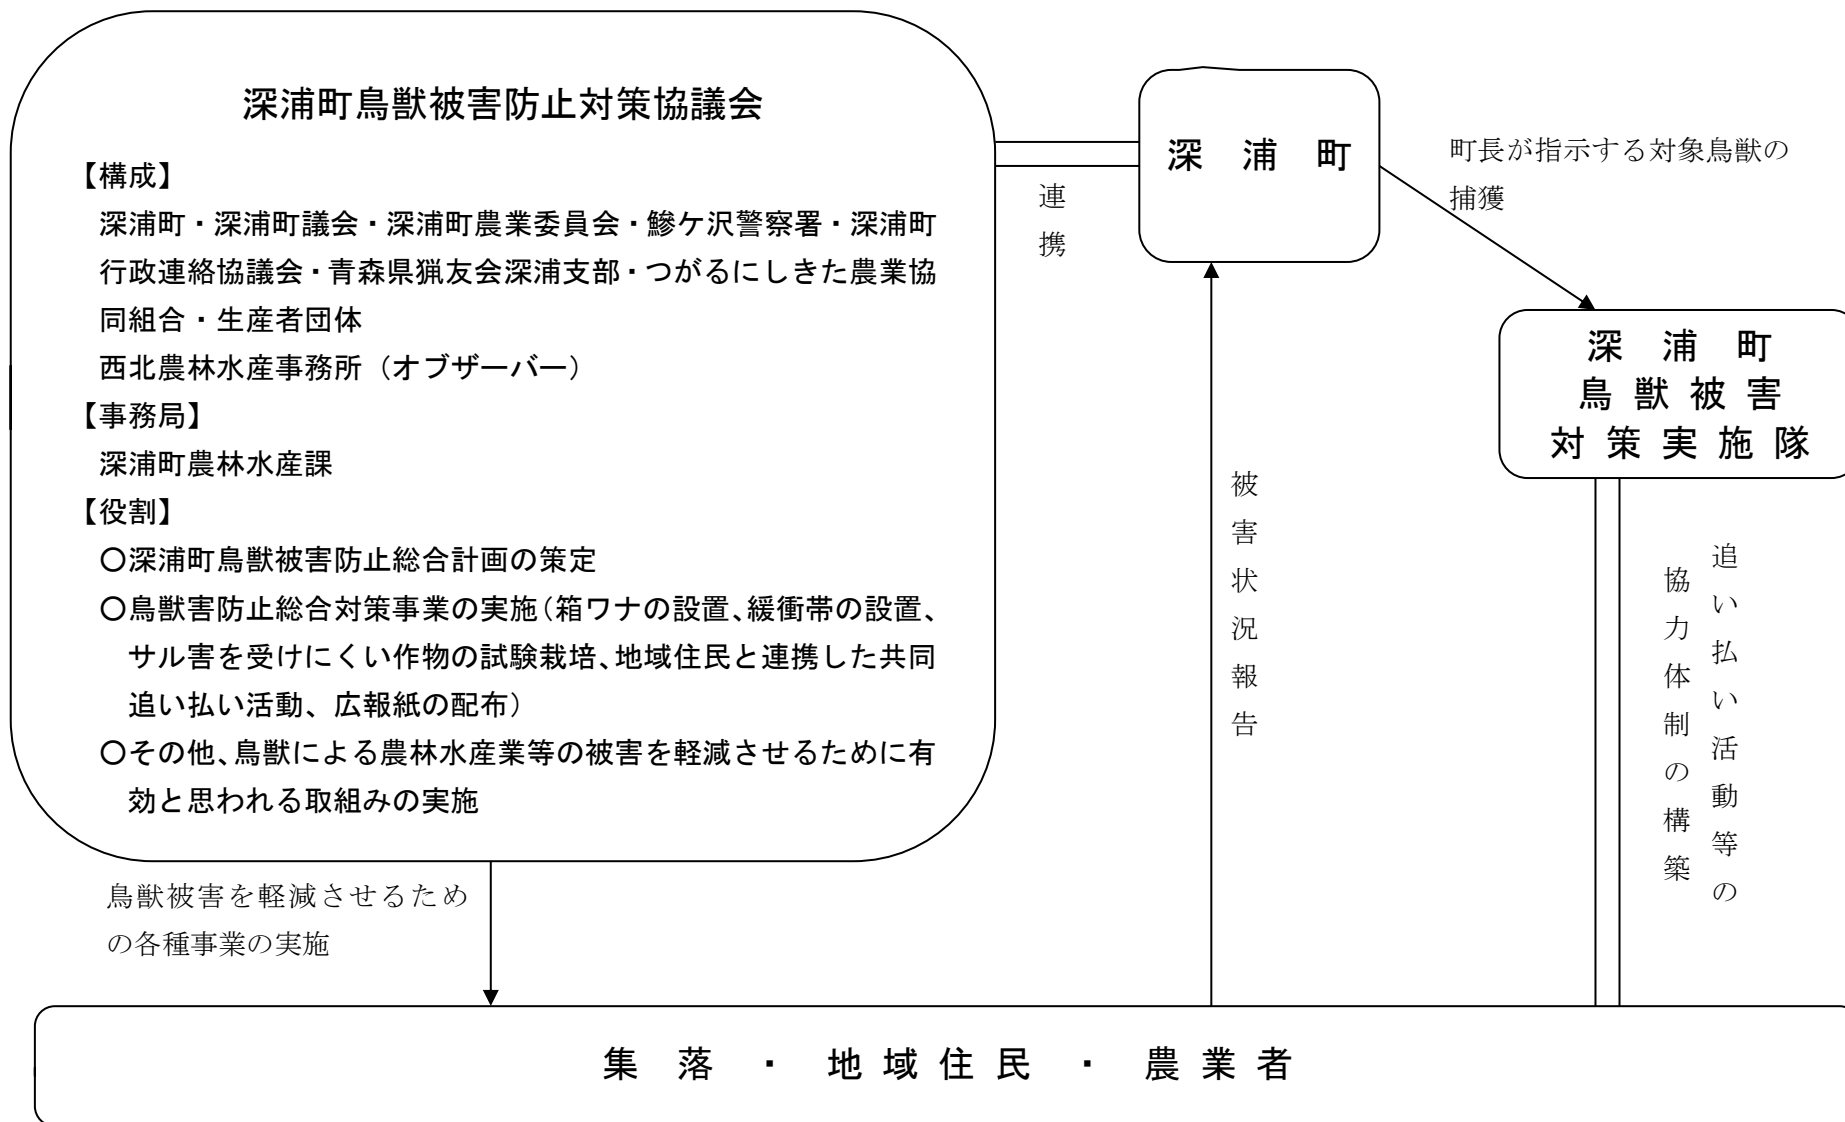 深浦町鳥獣被害防止対策協議会
【構成】
深浦町・深浦町議会・深浦町農業委員会・鰺ケ沢警察署・深浦町
行政連絡協議会・青森県猟友会深浦支部・つがるにしきた農業協
同組合・生産者団体
西北農林水産事務所（オブザーバー）
【事務局】
深浦町農林水産課
【役割】
○深浦町鳥獣被害防止総合計画の策定
○鳥獣害防止総合対策事業の実施（箱ワナの設置、緩衝帯の設置、
サル害を受けにくい作物の試験栽培、地域住民と連携した共同
追い払い活動、広報紙の配布）
○その他、鳥獣による農林水産業等の被害を軽減させるために有
効と思われる取組みの実施
連携
深浦町
町長が指示する対象鳥獣の
捕獲
深浦町
鳥獣被害
対策実施隊
被害状況報告
追い払い活動等の
協力体制の構築
鳥獣被害を軽減させるため
の各種事業の実施
集落・地域住民・農業者